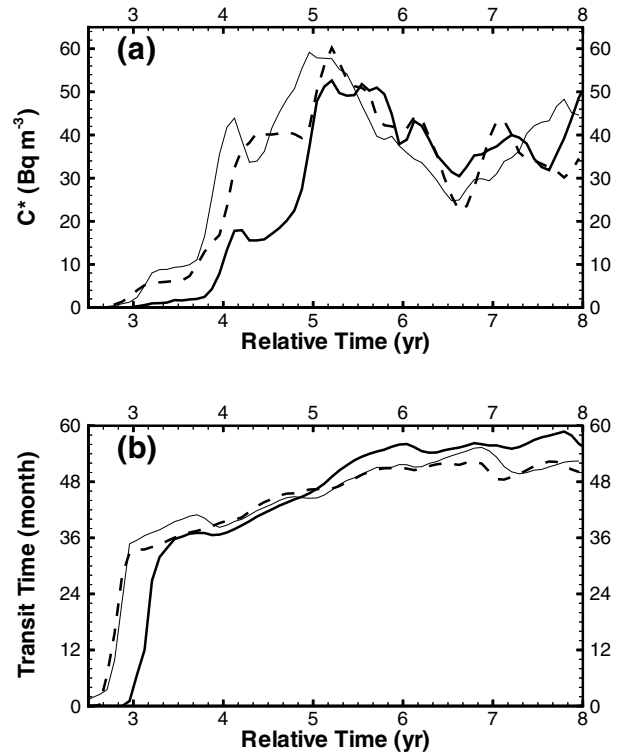 3 4 5 6 7 8
(a)
60 60
50 50
40 40
30 30
20 20
10 10
0 0
C* (Bq m-3)
3 4 5 6 7 8
Relative Time (yr)
3 4 5 6 7 8
(b)
60 60
48 48
36 36
24 24
12 12
0 0
Transit Time (month)
3 4 5 6 7 8
Relative Time (yr)